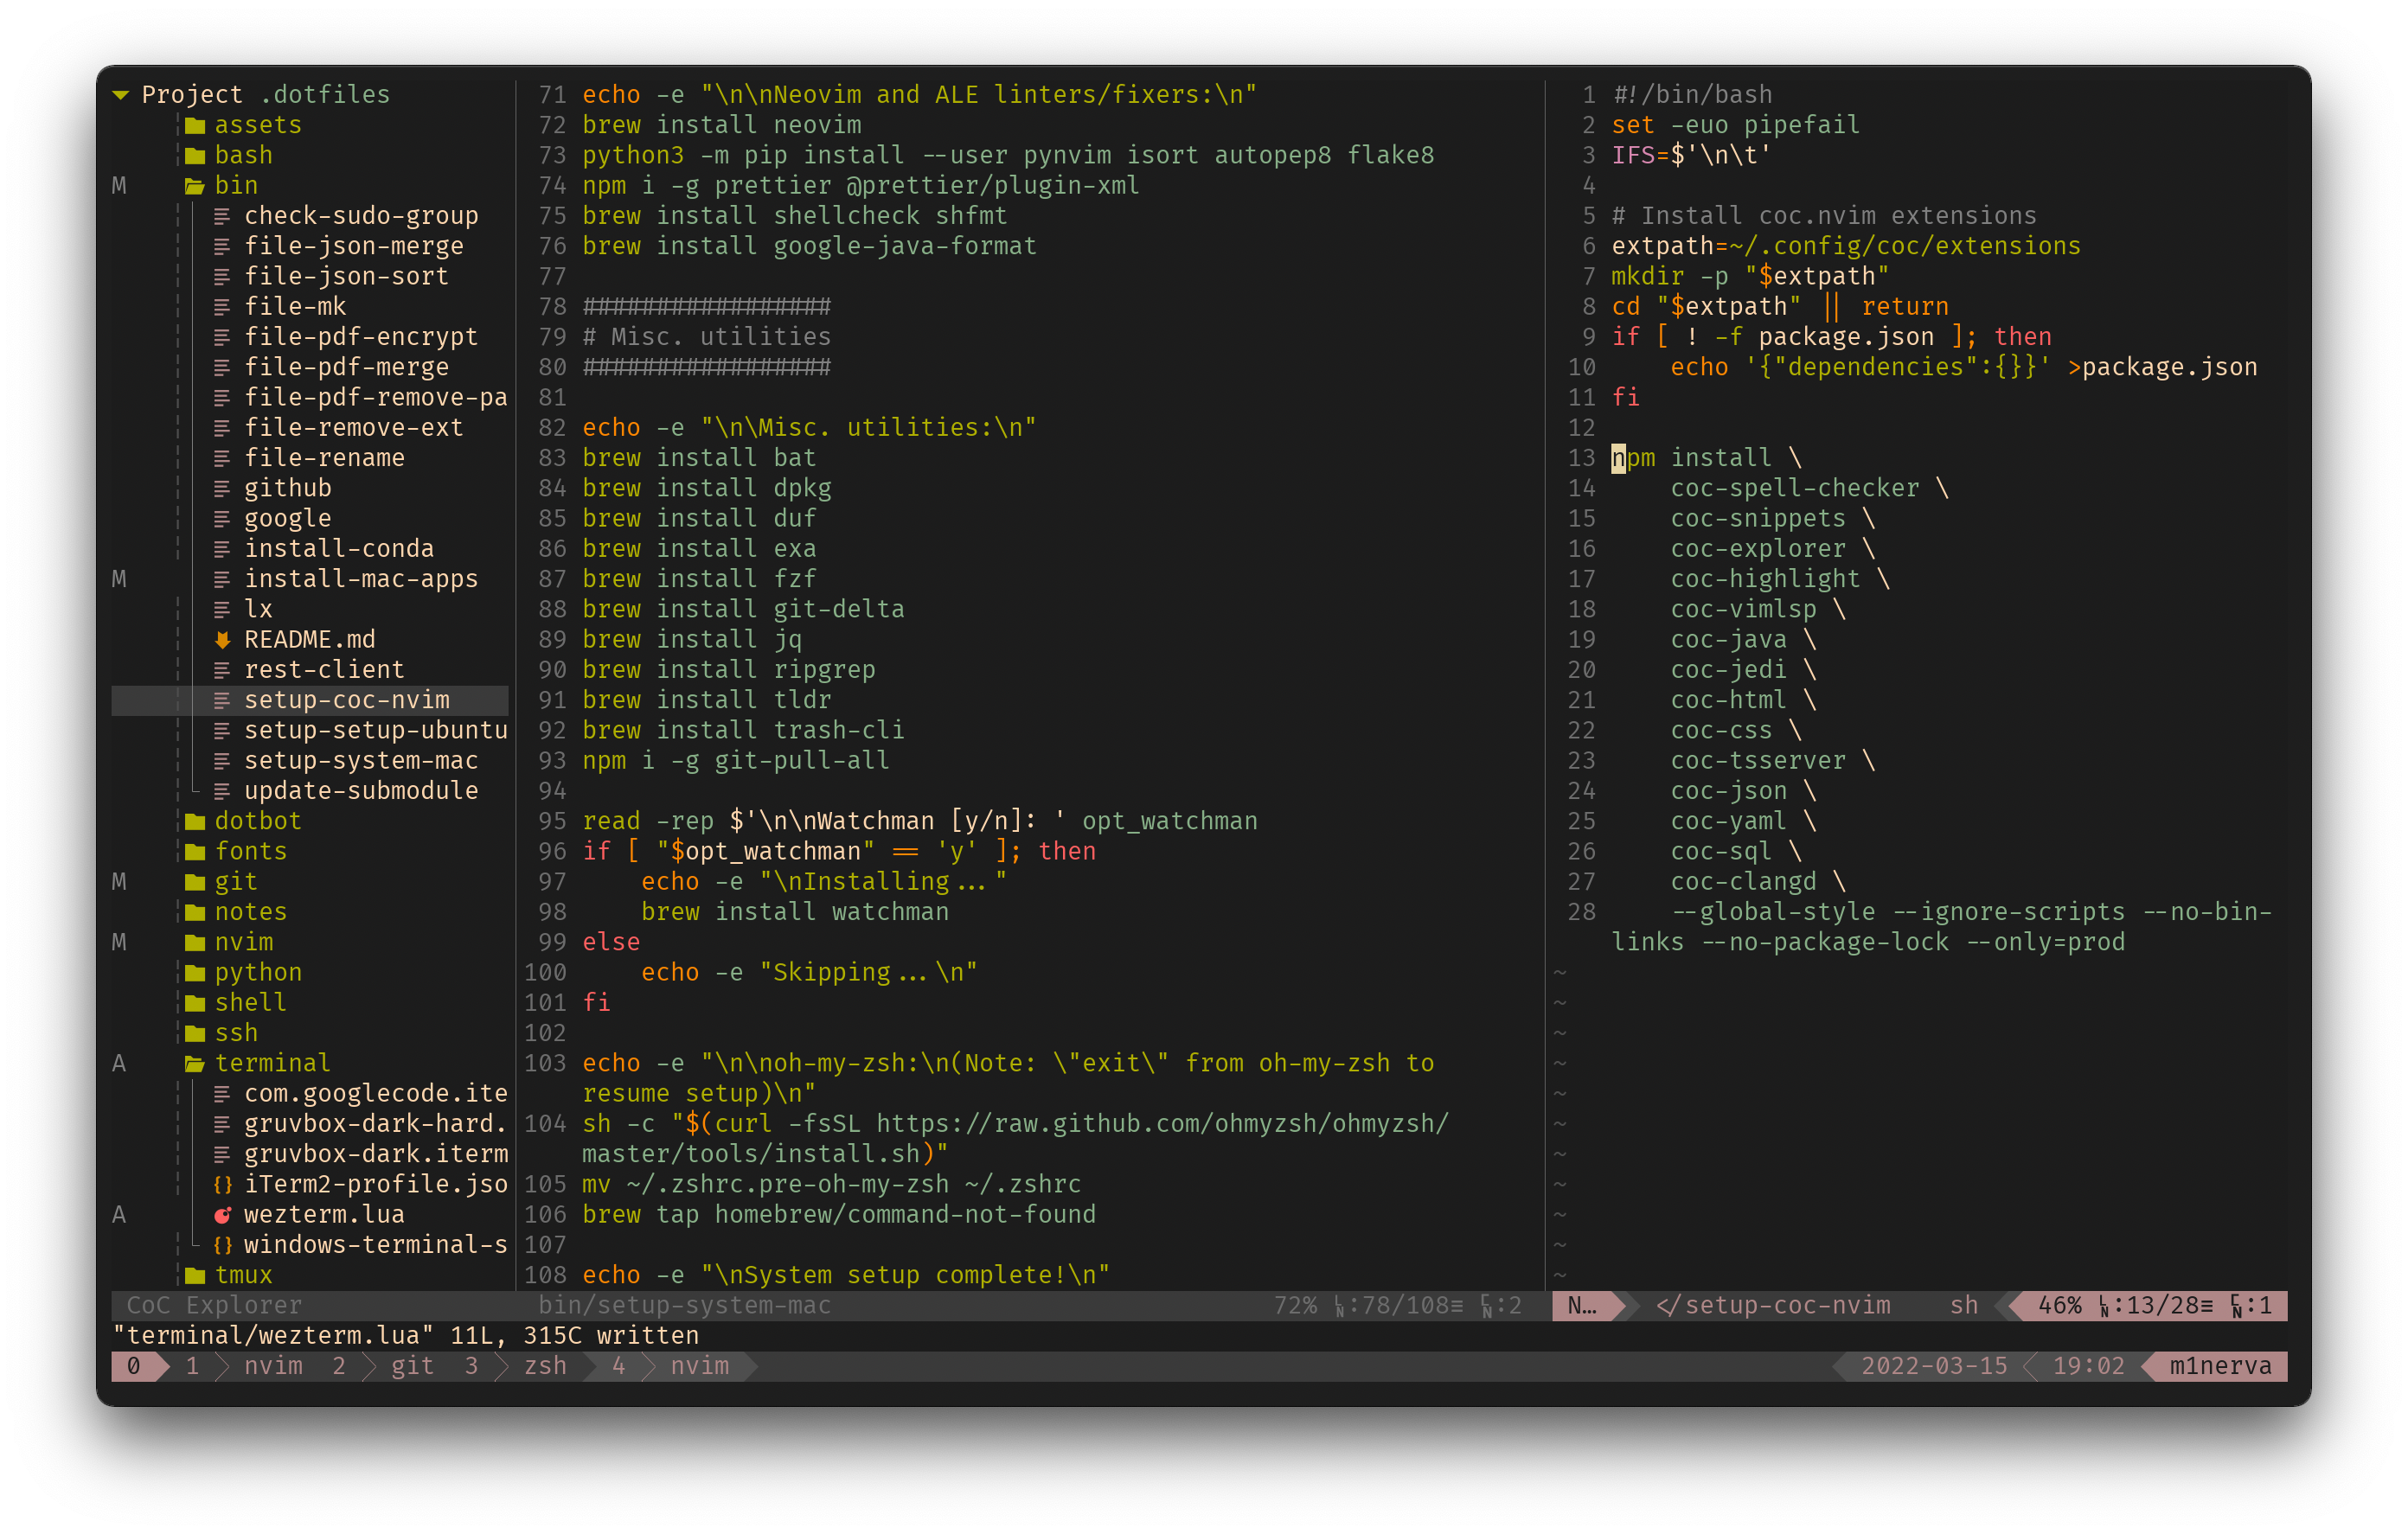 Project .dotfiles
assets
bash
M bin
check-sudo-group
file-json-merge
file-json-sort
file-mk
file-pdf-encrypt
file-pdf-merge
file-pdf-remove-pa
file-remove-ext
file-rename
github
google
install-conda
M install-mac-apps
lx
README.md
rest-client
setup-coc-nvim
setup-setup-ubuntu
setup-system-mac
update-submodule
dotbot
fonts
M git
notes
M nvim
python
shell
ssh
A terminal
com.googlecode.ite
gruvbox-dark-hard.
gruvbox-dark.iterm
{} iTerm2-profile.jso
A wezterm.lua
{} windows-terminal-s
tmux
71 echo -e "\n\nNeovim and ALE linters/fixers:\n"
72 brew install neovim
73 python3 -m pip install --user pynvim isort autopep8 flake8
74 npm i -g prettier @prettier/plugin-xml
75 brew install shellcheck shfmt
76 brew install google-java-format
77
78 #################
79 # Misc. utilities
80 #################
81
82 echo -e "\n\Misc. utilities:\n"
83 brew install bat
84 brew install dpkg
85 brew install duf
86 brew install exa
87 brew install fzf
88 brew install git-delta
89 brew install jq
90 brew install ripgrep
91 brew install tldr
92 brew install trash-cli
93 npm i -g git-pull-all
94
95 read -rep $'\n\nWatchman [y/n]: ' opt_watchman
96 if [ "$opt_watchman" == 'y' ]; then
97 echo -e "\nInstalling..."
98 brew install watchman
99 else
100 echo -e "Skipping...\n"
101 fi
102
103 echo -e "\n\noh-my-zsh:\n(Note: \"exit\" from oh-my-zsh to
resume setup)\n"
104 sh -c "$(curl -fsSL https://raw.github.com/ohmyzsh/ohmyzsh/
master/tools/install.sh)"
105 mv ~/.zshrc.pre-oh-my-zsh ~/.zshrc
106 brew tap homebrew/command-not-found
107
108 echo -e "\nSystem setup complete!\n"
1 #!/bin/bash
2 set -euo pipefail
3 IFS=$'\n\t'
4
5 # Install coc.nvim extensions
6 extpath=~/.config/coc/extensions
7 mkdir -p "$extpath"
8 cd "$extpath" || return
9 if [ ! -f package.json ]; then
10 echo '{"dependencies":{}}' >package.json
11 fi
12
13 npm install \
14 coc-spell-checker \
15 coc-snippets \
16 coc-explorer \
17 coc-highlight \
18 coc-vimlsp \
19 coc-java \
20 coc-jedi \
21 coc-html \
22 coc-css \
23 coc-tsserver \
24 coc-json \
25 coc-yaml \
26 coc-sql \
27 coc-clangd \
28 --global-style --ignore-scripts --no-bin-
links --no-package-lock --only=prod
~
~
~
~
~
~
~
~
~
~
~
CoC Explorer bin/setup-system-mac 72% LN:78/108≡ CN:2 N… </setup-coc-nvim sh 46% LN:13/28≡ CN:1
"terminal/wezterm.lua" 11L, 315C written
0 1 nvim 2 git 3 zsh 4 nvim 2022-03-15 19:02 m1nerva